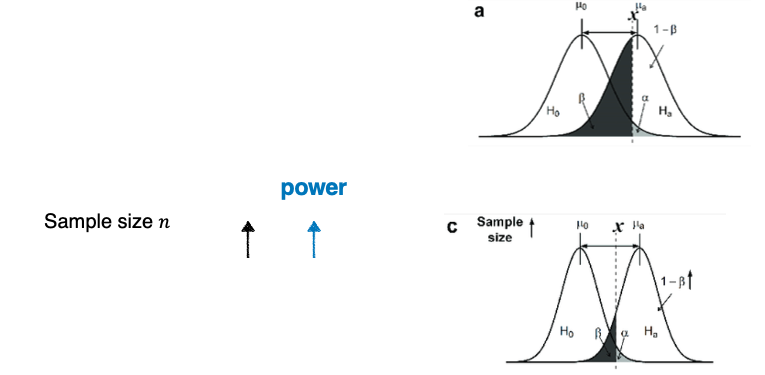 a
μ₀ x μₐ
1 – β
β α
H₀ Hₐ
power
Sample size n
c Sample size
μ₀ x μₐ
1 – β
H₀ β α Hₐ